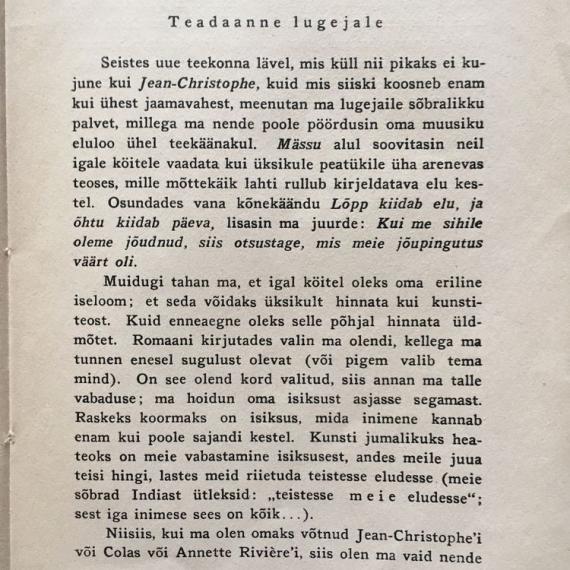 Teadaanne lugejale
Seistes uue teekonna lävel, mis küll nii pikaks ei ku-
june kui Jean-Christophe, kuid mis siiski koosneb enam
kui ühest jaamavahest, meenutan ma lugejaile sõbralikku
palvet, millega ma nende poole pöördusin oma muusiku
eluloo ühel teekäänakul. Mässu alul soovitasin neil
igale köitele vaadata kui üksikule peatükile üha arenevas
teoses, mille mõttekäik lahti rullub kirjeldatava elu kes-
tel. Osundades vana kõnekäändu Lõpp kiidab elu, ja
õhtu kiidab päeva, lisasin ma juurde: Kui me sihile
oleme jõudnud, siis otsustage, mis meie jõupingutus
väärt oli.
Muidugi tahan ma, et igal köitel oleks oma eriline
iseloom; et seda võidaks üksikult hinnata kui kunsti-
teost. Kuid enneaegne oleks selle põhjal hinnata üld-
mõtet. Romaani kirjutades valin ma olendi, kellega ma
tunnen enesel sugulust olevat (või pigem valib tema
mind). On see olend kord valitud, siis annan ma talle
vabaduse; ma hoidun oma isiksust asjasse segamast.
Raskeks koormaks on isiksus, mida inimene kannab
enam kui poole sajandi kestel. Kunsti jumalikuks hea-
teoks on meie vabastamine isiksusest, andes meile juua
teisi hingi, lastes meid riietuda teistesse eludesse (meie
sõbrad Indiast ütleksid: „teistesse meie eludesse“;
sest iga inimese sees on kõik...).
Niisiis, kui ma olen omaks võtnud Jean-Christophe'i
või Colas või Annette Rivière'i, siis olen ma vaid nende